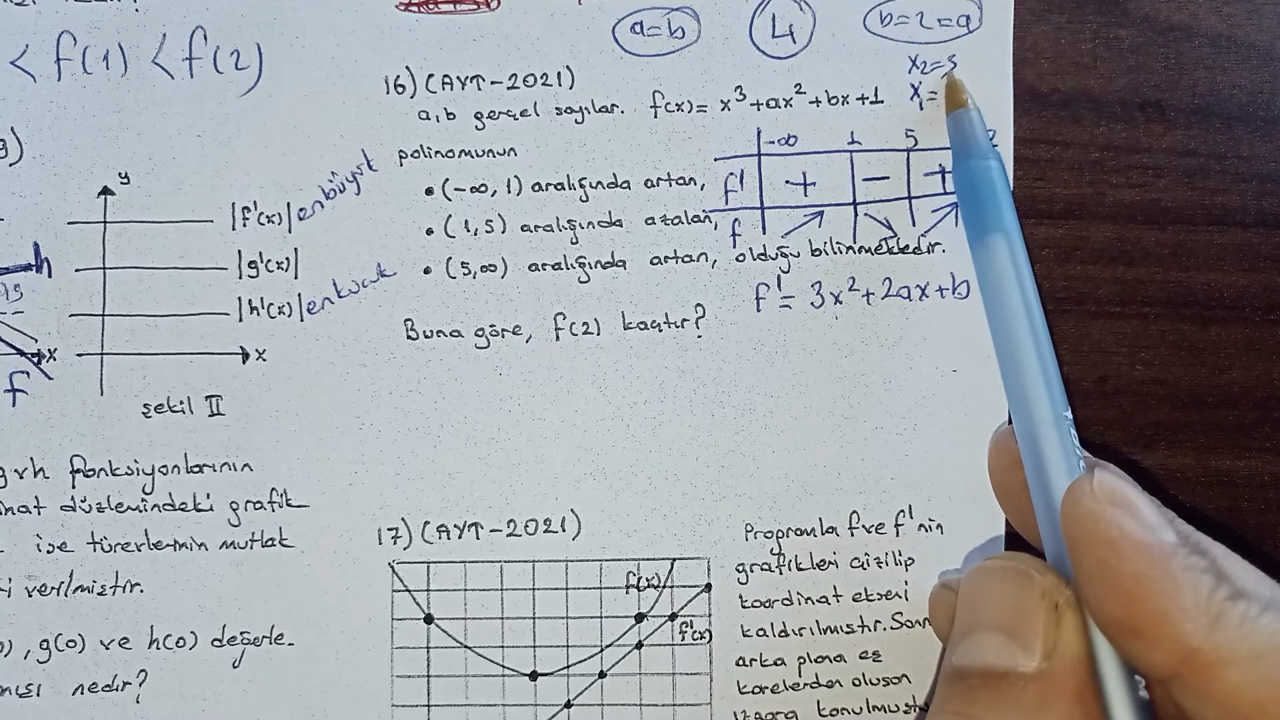 a=b
4
b=2=a
< f(1) < f(2)
x₂=5
x₁=
16) (AYT-2021)
a,b gerçel sayılar. f(x)= x³+ax²+bx+1
polinomunun
• (-∞, 1) aralığında artan,
• (1,5) aralığında azalan,
• (5,∞) aralığında artan, olduğu bilinmektedir.
-∞ 1 5
f' + - +
f
f'= 3x²+2ax+b
Buna göre, f(2) kaçtır?
y
|f'(x)| en büyük
|g'(x)|
|h'(x)| en küçük
x
x
f
h
şekil II
fonksiyonlarının
düzlemindeki grafik
ise türevlerinin mutlak
verilmiştir.
, g(0) ve h(0) değerle-
nedir?
17) (AYT-2021)
f(x)
f'(x)
Programla f ve f' nin
grafikleri çizilip
koordinat ekseni
kaldırılmıştır. Sonr
arka plana eş
karelerden oluşan
ızgara konulmuşt